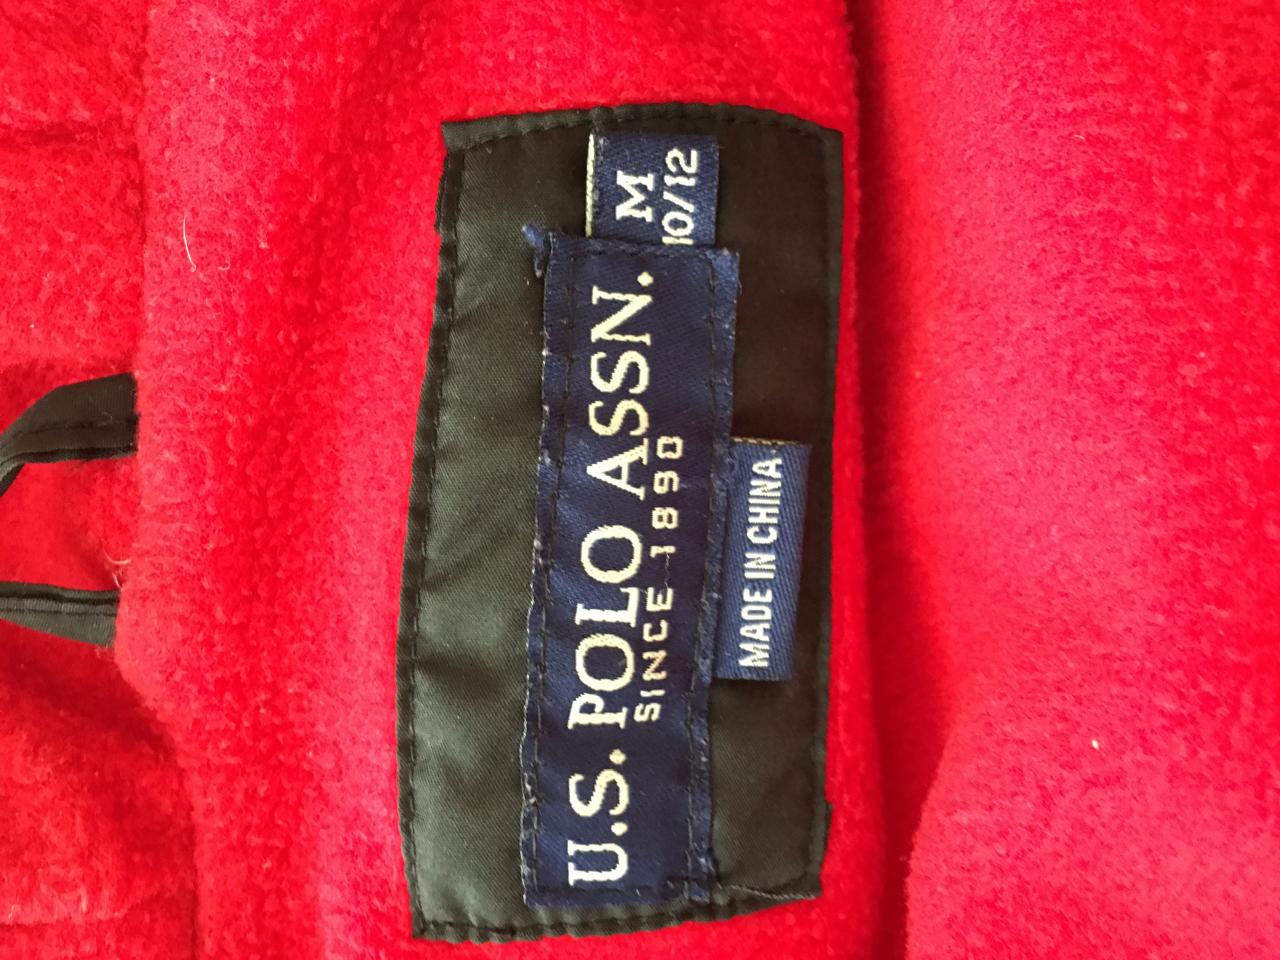 U.S. POLO ASSN.
SINCE 1890
M
10/12
MADE IN CHINA